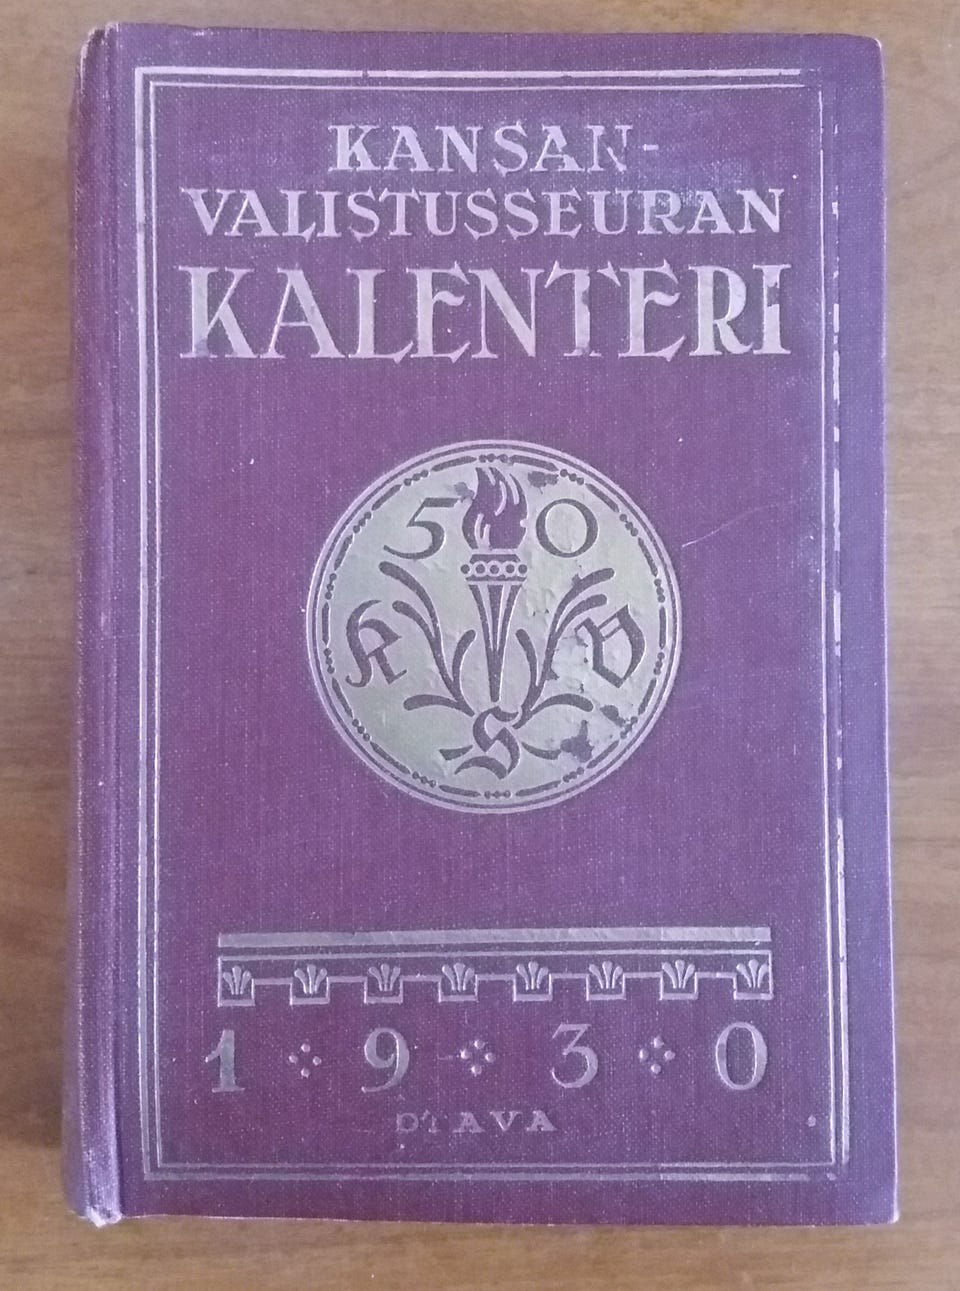 KANSAN-
VALISTUSSEURAN
KALENTERI
50
K V
S
1930
OTAVA